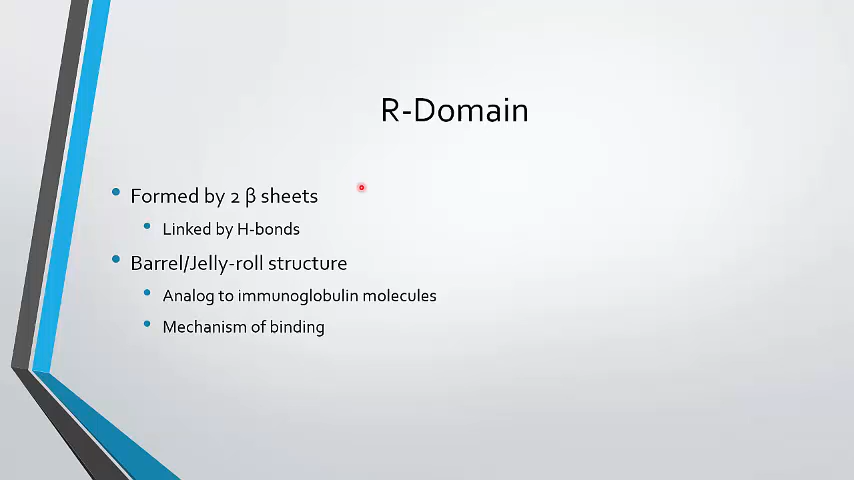 R-Domain
Formed by 2 β sheets
Linked by H-bonds
Barrel/Jelly-roll structure
Analog to immunoglobulin molecules
Mechanism of binding